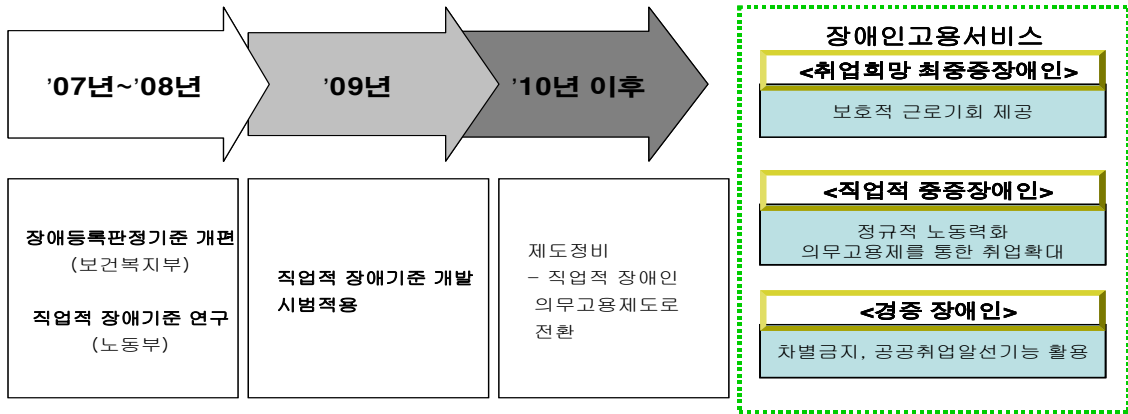 ’07년~’08년
’09년
’10년 이후
장애등록판정기준 개편
(보건복지부)
직업적 장애기준 연구
(노동부)
직업적 장애기준 개발
시범적용
제도정비
– 직업적 장애인
의무고용제도로
전환
장애인고용서비스
<취업희망 최중증장애인>
보호적 근로기회 제공
<직업적 중증장애인>
정규적 노동력화
의무고용제를 통한 취업확대
<경증 장애인>
차별금지, 공공취업알선기능 활용